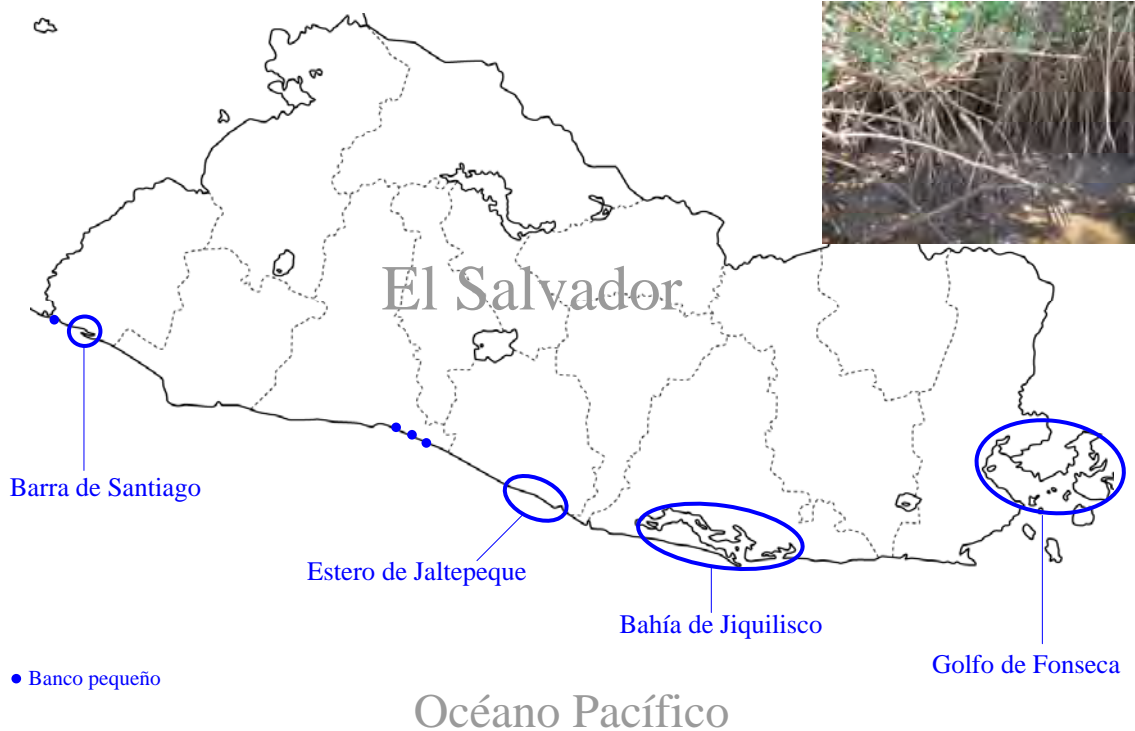 El Salvador
Barra de Santiago
Estero de Jaltepeque
Bahía de Jiquilisco
Golfo de Fonseca
Banco pequeño
Océano Pacífico